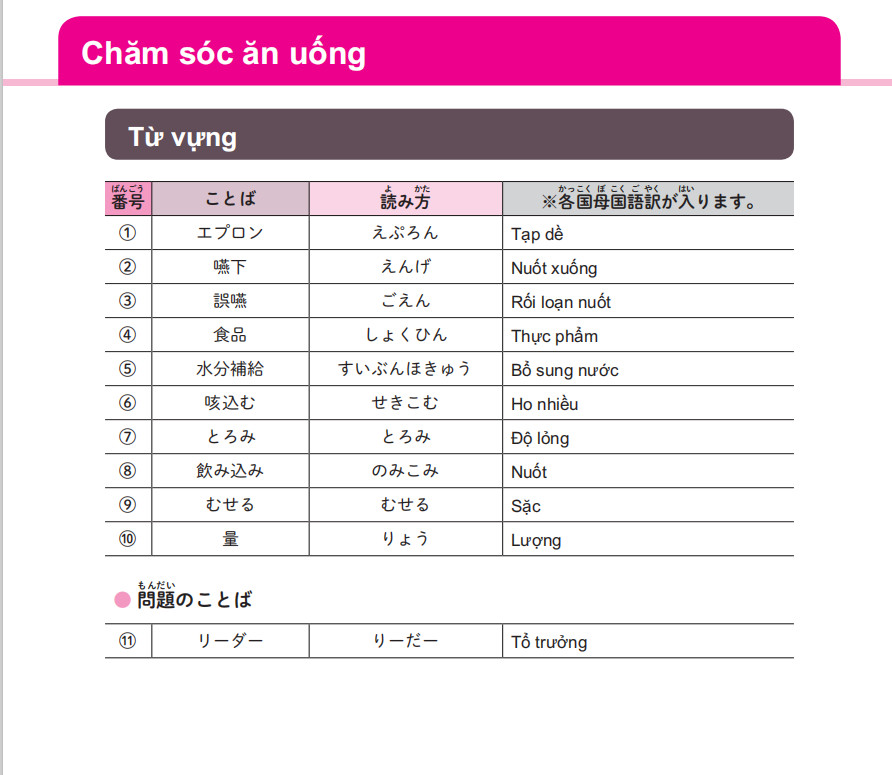 Chăm sóc ăn uống
Từ vựng
ばんごう よ かた かっこく ぼ こく ご やく はい
番号 ことば 読み方 ※各国母国語訳が入ります。
① エプロン えぷろん Tạp dề
② 嚥下 えんげ Nuốt xuống
③ 誤嚥 ごえん Rối loạn nuốt
④ 食品 しょくひん Thực phẩm
⑤ 水分補給 すいぶんほきゅう Bổ sung nước
⑥ 咳込む せきこむ Ho nhiều
⑦ とろみ とろみ Độ lỏng
⑧ 飲み込み のみこみ Nuốt
⑨ むせる むせる Sặc
⑩ 量 りょう Lượng
もんだい
問題のことば
⑪ リーダー りーだー Tổ trưởng